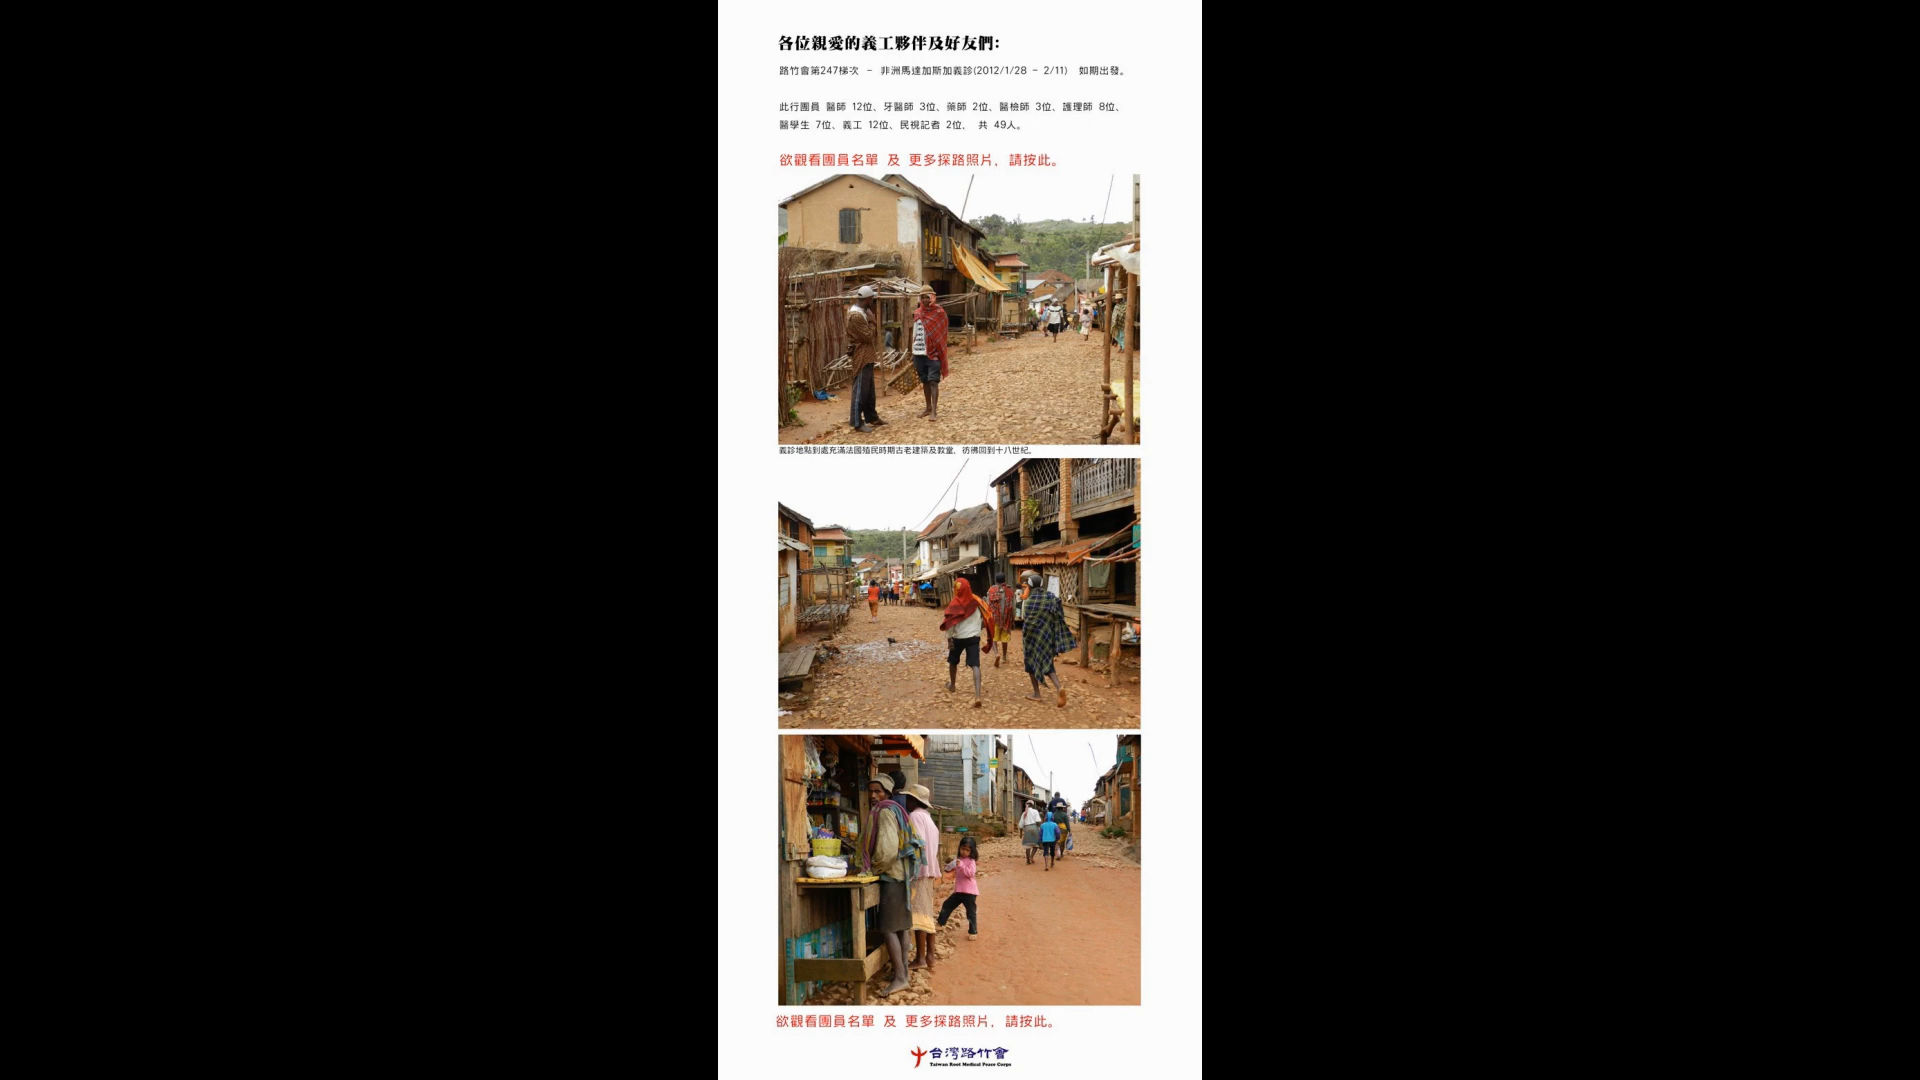 各位親愛的義工夥伴及好友們:
路竹會第247梯次 - 非洲馬達加斯加義診(2012/1/28 - 2/11) 如期出發。
此行團員 醫師 12位、牙醫師 3位、藥師 2位、醫檢師 3位、護理師 8位、
醫學生 7位、義工 12位、民視記者 2位, 共 49人。
欲觀看團員名單 及 更多探路照片, 請按此。
義診地點到處充滿法國殖民時期古老建築及教堂, 彷彿回到十八世紀。
欲觀看團員名單 及 更多探路照片, 請按此。
台灣路竹會
Taiwan Root Medical Peace Corps